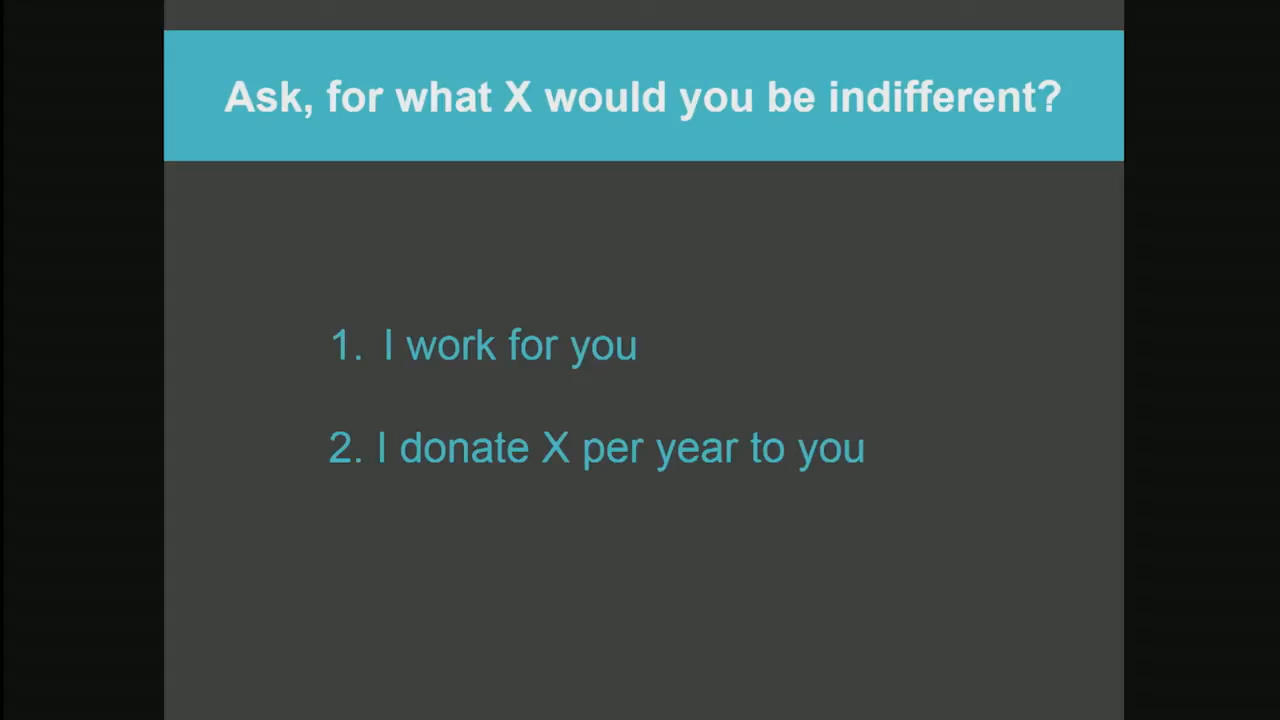 Ask, for what X would you be indifferent?
1. I work for you
2. I donate X per year to you